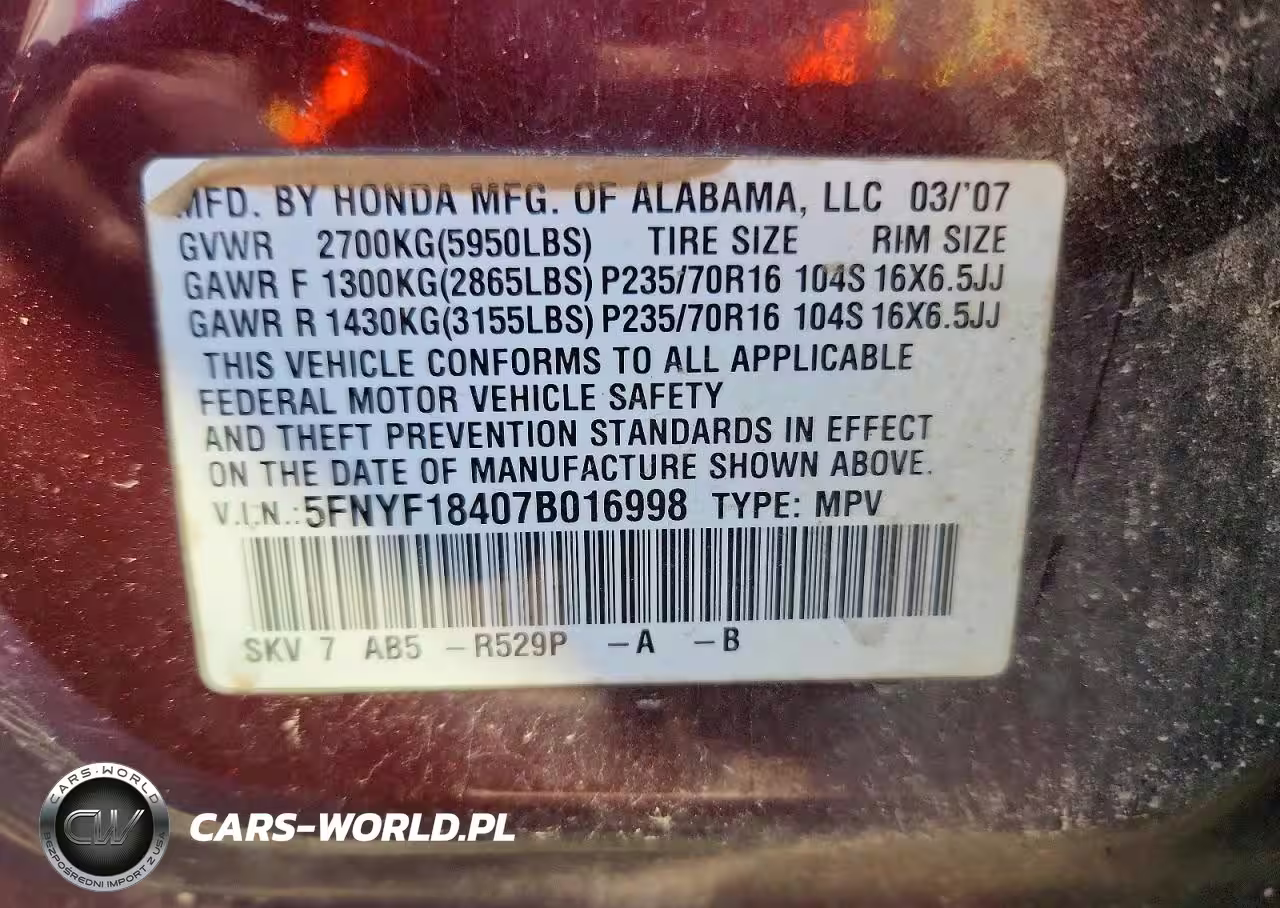 MFD. BY HONDA MFG. OF ALABAMA, LLC 03/'07
GVWR 2700KG(5950LBS) TIRE SIZE RIM SIZE
GAWR F 1300KG(2865LBS) P235/70R16 104S 16X6.5JJ
GAWR R 1430KG(3155LBS) P235/70R16 104S 16X6.5JJ
THIS VEHICLE CONFORMS TO ALL APPLICABLE
FEDERAL MOTOR VEHICLE SAFETY
AND THEFT PREVENTION STANDARDS IN EFFECT
ON THE DATE OF MANUFACTURE SHOWN ABOVE.
V.I.N.:5FNYF18407B016998 TYPE: MPV
SKV 7 AB5 – R529P –A –B
CARS-WORLD
CW
BEZPOŚREDNI IMPORT Z USA
CARS-WORLD.PL